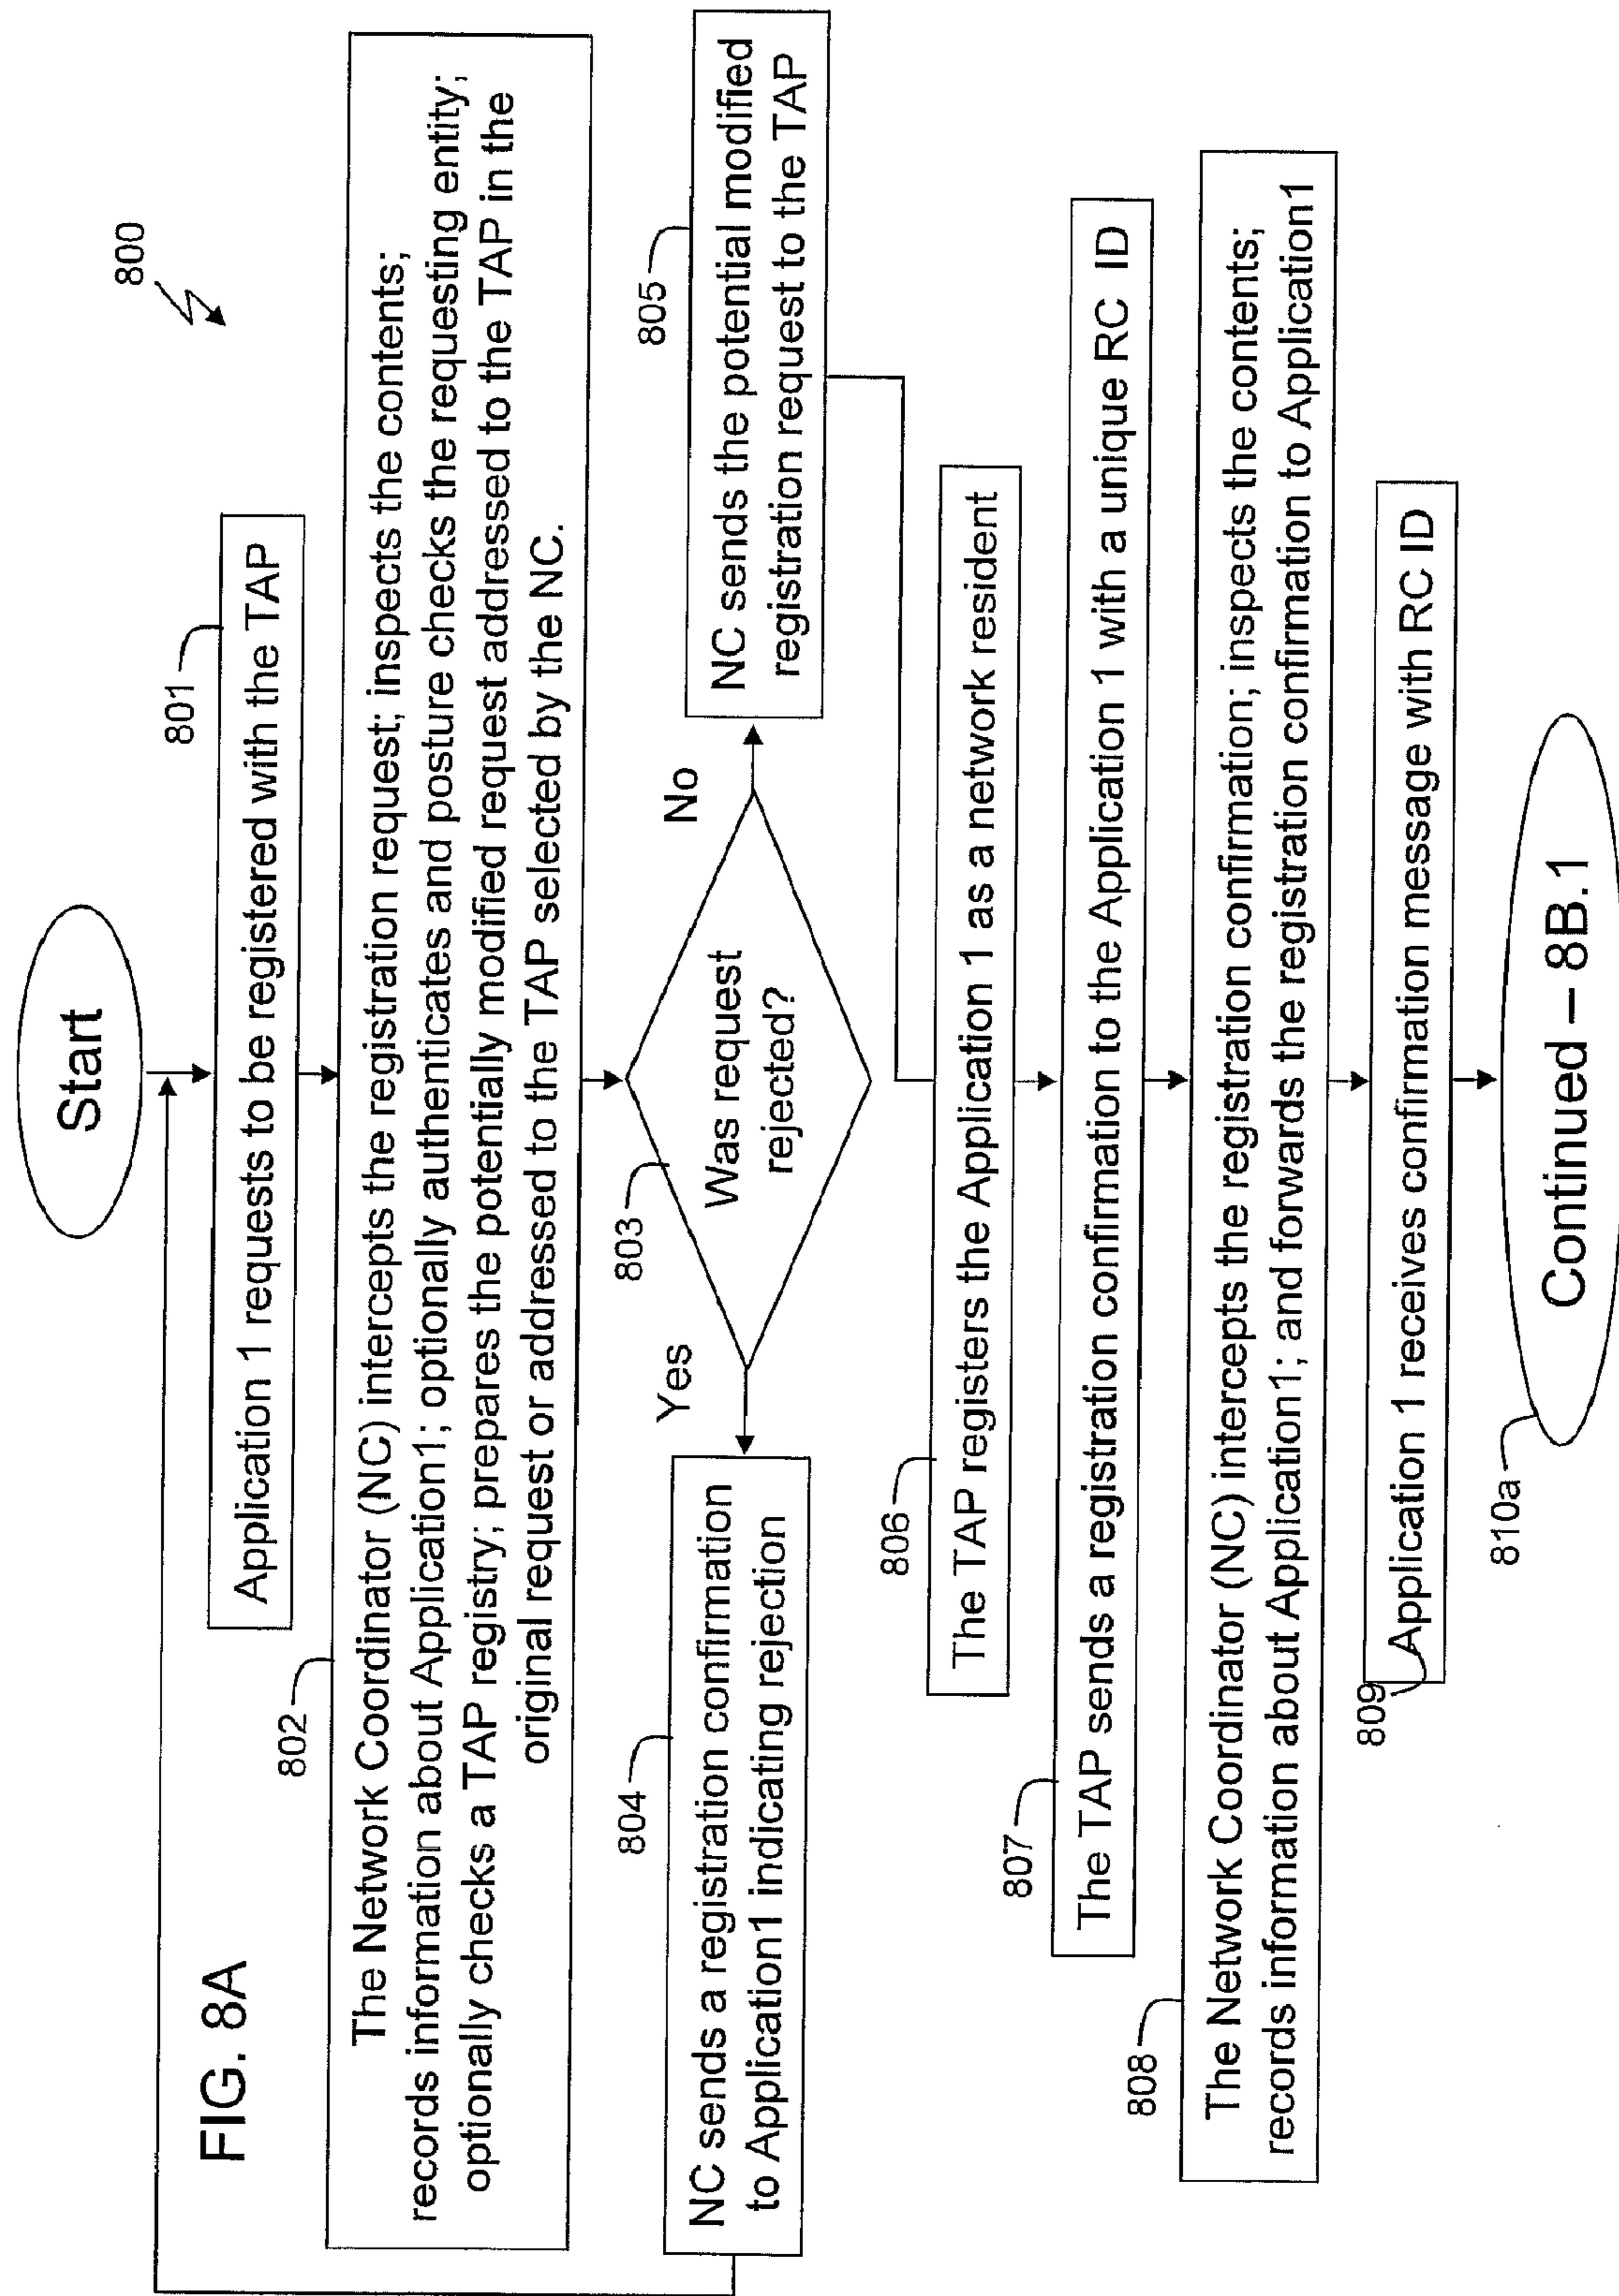 FIG. 8A
800
Start
801
Application 1 requests to be registered with the TAP
802
The Network Coordinator (NC) intercepts the registration request; inspects the contents;
records information about Application1; optionally authenticates and posture checks the requesting entity;
optionally checks a TAP registry; prepares the potentially modified request addressed to the TAP in the
original request or addressed to the TAP selected by the NC.
803
Was request
rejected?
Yes
No
804
NC sends a registration confirmation
to Application1 indicating rejection
805
NC sends the potential modified
registration request to the TAP
806
The TAP registers the Application 1 as a network resident
807
The TAP sends a registration confirmation to the Application 1 with a unique RC ID
808
The Network Coordinator (NC) intercepts the registration confirmation; inspects the contents;
records information about Application1; and forwards the registration confirmation to Application1
809
Application 1 receives confirmation message with RC ID
810a
Continued – 8B.1